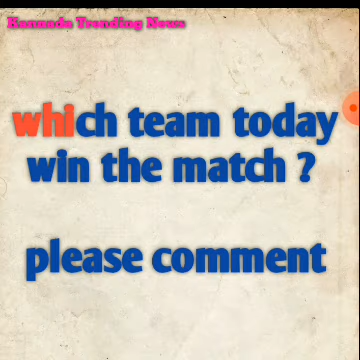 Kannada Trending News
which team today
win the match ?
please comment